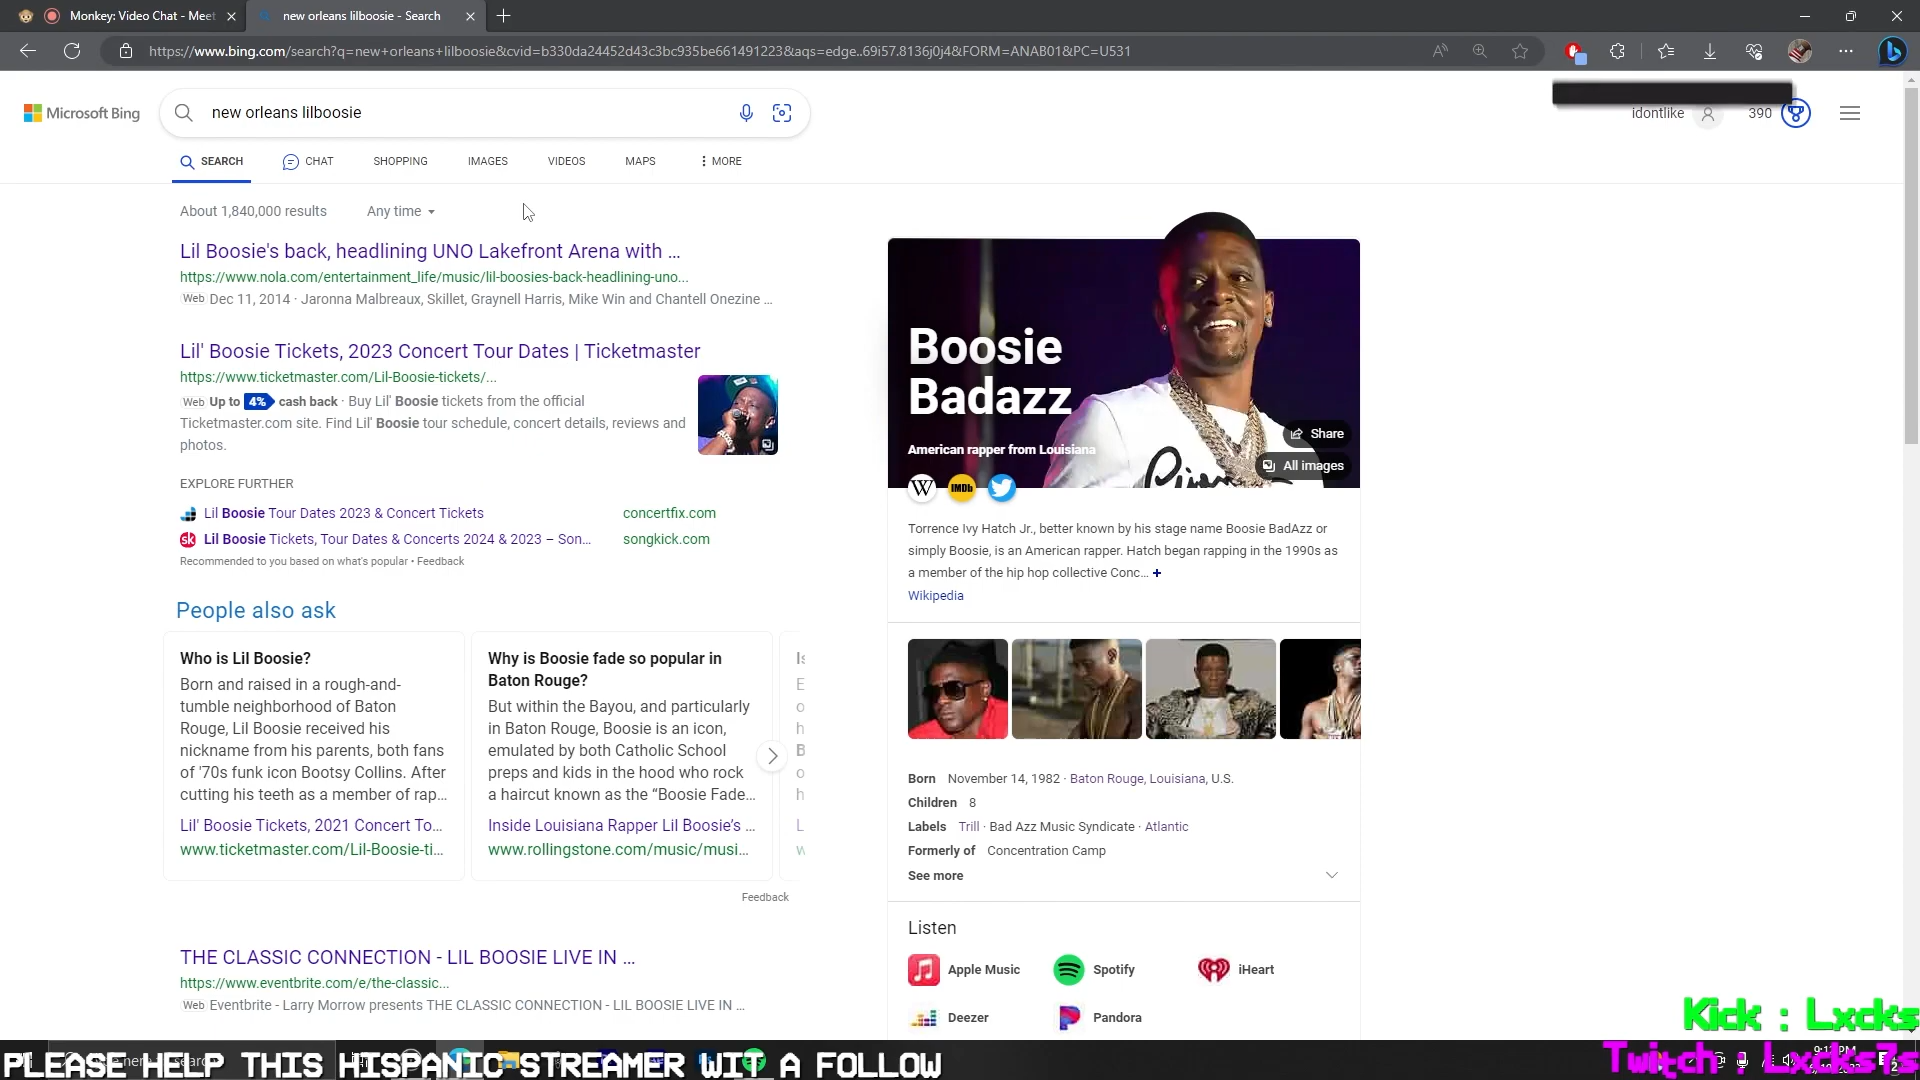 Monkey: Video Chat - Meet
new orleans lilboosie - Search
https://www.bing.com/search?q=new+orleans+lilboosie&cvid=b330da24452d43c3bc935be661491223&aqs=edge..69i57.8136j0j4&FORM=ANAB01&PC=U531
Microsoft Bing
new orleans lilboosie
idontlike
390
SEARCH
CHAT
SHOPPING
IMAGES
VIDEOS
MAPS
MORE
About 1,840,000 results
Any time
Lil Boosie's back, headlining UNO Lakefront Arena with ...
https://www.nola.com/entertainment_life/music/lil-boosies-back-headlining-uno...
Web Dec 11, 2014 · Jaronna Malbreaux, Skillet, Graynell Harris, Mike Win and Chantell Onezine ...
Lil' Boosie Tickets, 2023 Concert Tour Dates | Ticketmaster
https://www.ticketmaster.com/Lil-Boosie-tickets/...
Web Up to 4% cash back · Buy Lil' Boosie tickets from the official
Ticketmaster.com site. Find Lil' Boosie tour schedule, concert details, reviews and
photos.
EXPLORE FURTHER
Lil Boosie Tour Dates 2023 & Concert Tickets
concertfix.com
sk
Lil Boosie Tickets, Tour Dates & Concerts 2024 & 2023 – Son...
songkick.com
Recommended to you based on what's popular • Feedback
People also ask
Who is Lil Boosie?
Born and raised in a rough-and-
tumble neighborhood of Baton
Rouge, Lil Boosie received his
nickname from his parents, both fans
of '70s funk icon Bootsy Collins. After
cutting his teeth as a member of rap...
Lil' Boosie Tickets, 2021 Concert To...
www.ticketmaster.com/Lil-Boosie-ti...
Why is Boosie fade so popular in
Baton Rouge?
But within the Bayou, and particularly
in Baton Rouge, Boosie is an icon,
emulated by both Catholic School
preps and kids in the hood who rock
a haircut known as the “Boosie Fade...
Inside Louisiana Rapper Lil Boosie’s ...
www.rollingstone.com/music/musi...
Feedback
THE CLASSIC CONNECTION - LIL BOOSIE LIVE IN ...
https://www.eventbrite.com/e/the-classic...
Web Eventbrite - Larry Morrow presents THE CLASSIC CONNECTION - LIL BOOSIE LIVE IN ...
Boosie
Badazz
American rapper from Louisiana
Share
All images
W
IMDb
Torrence Ivy Hatch Jr., better known by his stage name Boosie BadAzz or
simply Boosie, is an American rapper. Hatch began rapping in the 1990s as
a member of the hip hop collective Conc... +
Wikipedia
Born November 14, 1982 · Baton Rouge, Louisiana, U.S.
Children 8
Labels Trill · Bad Azz Music Syndicate · Atlantic
Formerly of Concentration Camp
See more
Listen
Apple Music
Spotify
iHeart
Deezer
Pandora
Kick : Lxcks
Twitch : Lxcks7s
PLEASE HELP THIS HISPANIC STREAMER WIT A FOLLOW